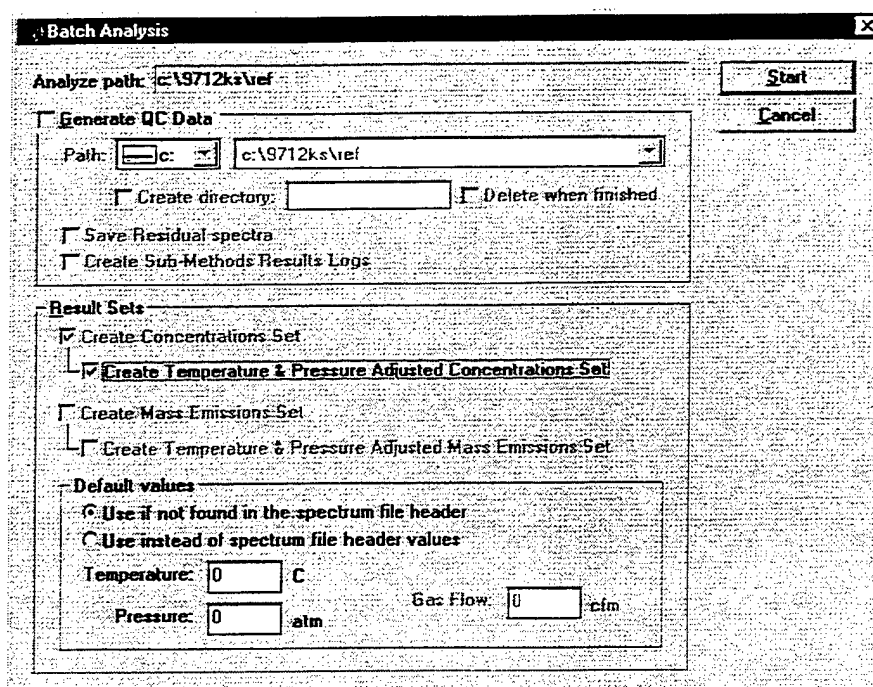 Batch Analysis
Analyze path: c:\9712ks\ref
Start
Generate QC Data
Cancel
Path: c: c:\9712ks\ref
Create directory: Delete when finished
Save Residual spectra
Create Sub-Methods Results Logs
Result Sets
Create Concentrations Set
Create Temperature & Pressure Adjusted Concentrations Set
Create Mass Emissions Set
Create Temperature & Pressure Adjusted Mass Emissions Set
Default values
Use if not found in the spectrum file header
Use instead of spectrum file header values
Temperature: 0 C
Gas Flow: 0 cfm
Pressure: 0 atm